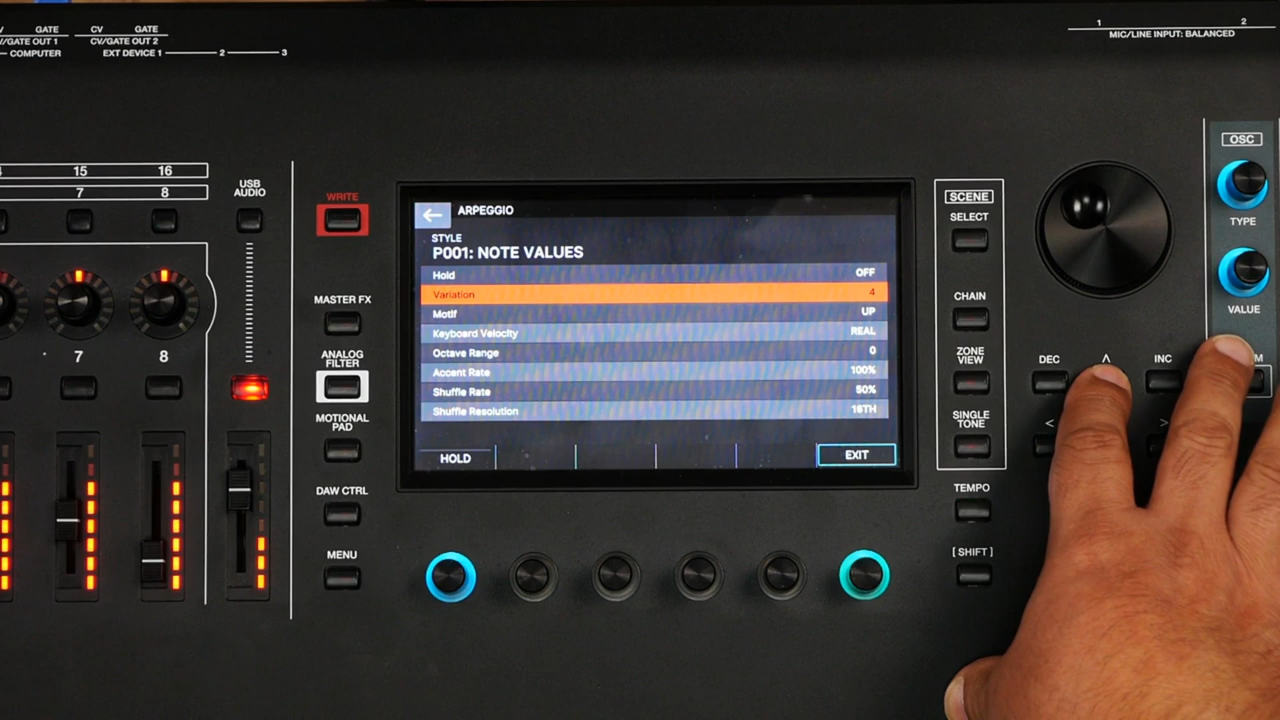 GATE CV GATE
/GATE OUT 1 CV/GATE OUT 2
COMPUTER EXT DEVICE 1 2 3
1 2
MIC/LINE INPUT: BALANCED
15 16
7 8
USB
AUDIO
7 8
WRITE
MASTER FX
ANALOG
FILTER
MOTIONAL
PAD
DAW CTRL
MENU
ARPEGGIO
STYLE
P001: NOTE VALUES
Hold OFF
Variation 4
Motif UP
Keyboard Velocity REAL
Octave Range 0
Accent Rate 100%
Shuffle Rate 50%
Shuffle Resolution 16TH
HOLD EXIT
SCENE
SELECT
CHAIN
ZONE
VIEW
SINGLE
TONE
TEMPO
[ SHIFT ]
DEC ∧ INC
< >
OSC
TYPE
VALUE
M